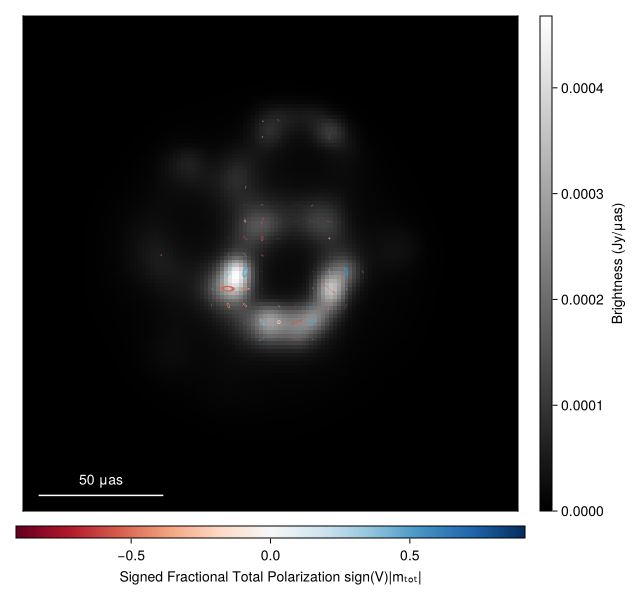 0.0004
0.0003
0.0002
0.0001
0.0000
Brightness (Jy/μas)
50 μas
−0.5
0.0
0.5
Signed Fractional Total Polarization sign(V)|mₜₒₜ|